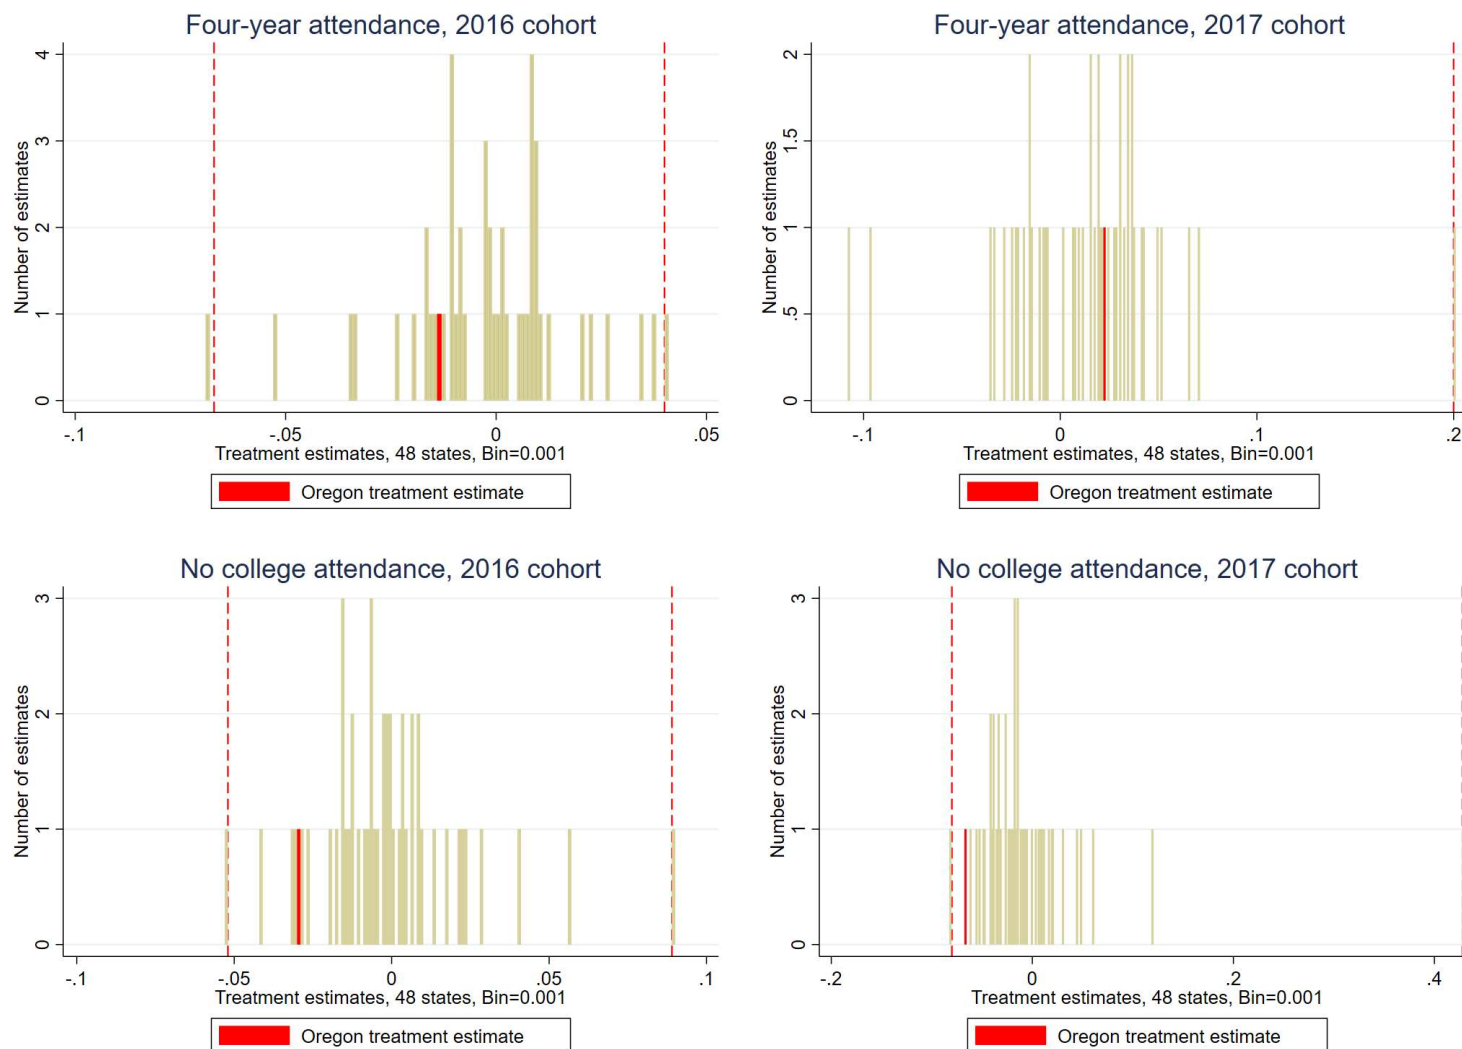 Four-year attendance, 2016 cohort
Number of estimates
4
3
2
1
0
-.1
-.05
0
.05
Treatment estimates, 48 states, Bin=0.001
Oregon treatment estimate
Four-year attendance, 2017 cohort
Number of estimates
2
1.5
1
.5
0
-.1
0
.1
.2
Treatment estimates, 48 states, Bin=0.001
Oregon treatment estimate
No college attendance, 2016 cohort
Number of estimates
3
2
1
0
-.1
-.05
0
.05
.1
Treatment estimates, 48 states, Bin=0.001
Oregon treatment estimate
No college attendance, 2017 cohort
Number of estimates
3
2
1
0
-.2
0
.2
.4
Treatment estimates, 48 states, Bin=0.001
Oregon treatment estimate